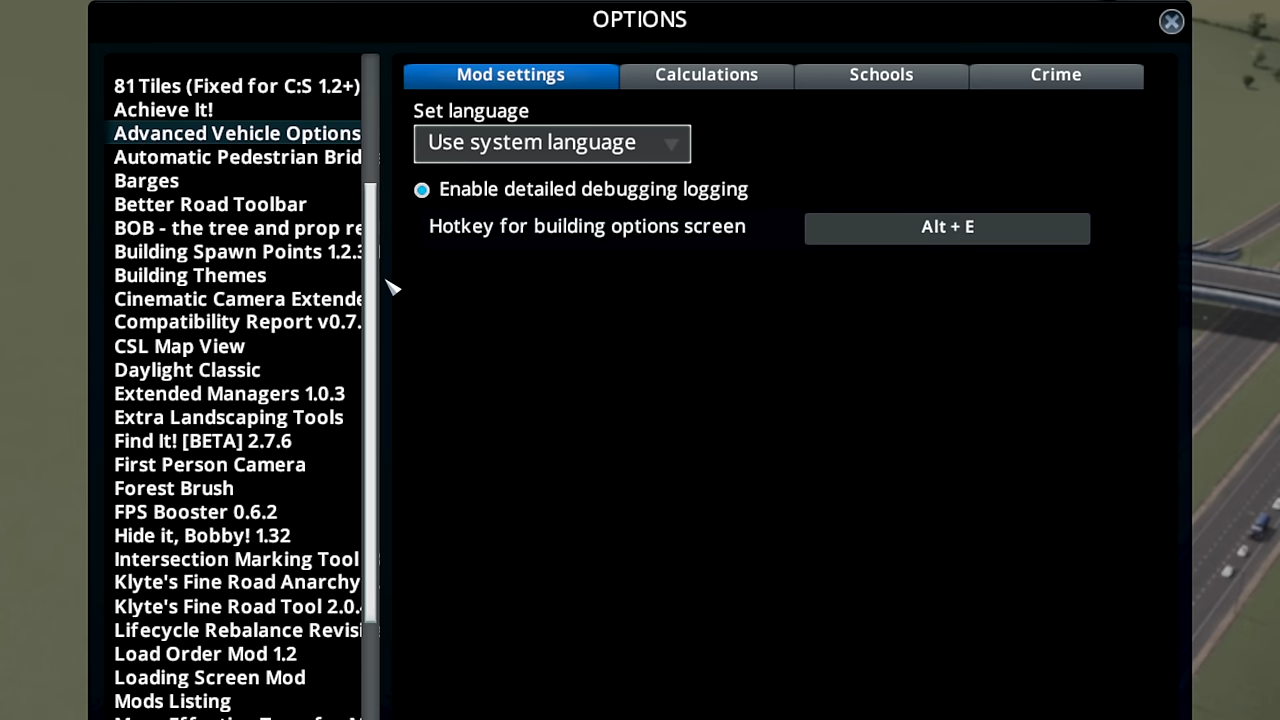 OPTIONS
81 Tiles (Fixed for C:S 1.2+)
Achieve It!
Advanced Vehicle Options
Automatic Pedestrian Brid
Barges
Better Road Toolbar
BOB - the tree and prop re
Building Spawn Points 1.2.3
Building Themes
Cinematic Camera Extende
Compatibility Report v0.7.
CSL Map View
Daylight Classic
Extended Managers 1.0.3
Extra Landscaping Tools
Find It! [BETA] 2.7.6
First Person Camera
Forest Brush
FPS Booster 0.6.2
Hide it, Bobby! 1.32
Intersection Marking Tool
Klyte's Fine Road Anarchy
Klyte's Fine Road Tool 2.0.
Lifecycle Rebalance Revisi
Load Order Mod 1.2
Loading Screen Mod
Mods Listing
Mod settings
Calculations
Schools
Crime
Set language
Use system language
Enable detailed debugging logging
Hotkey for building options screen
Alt + E